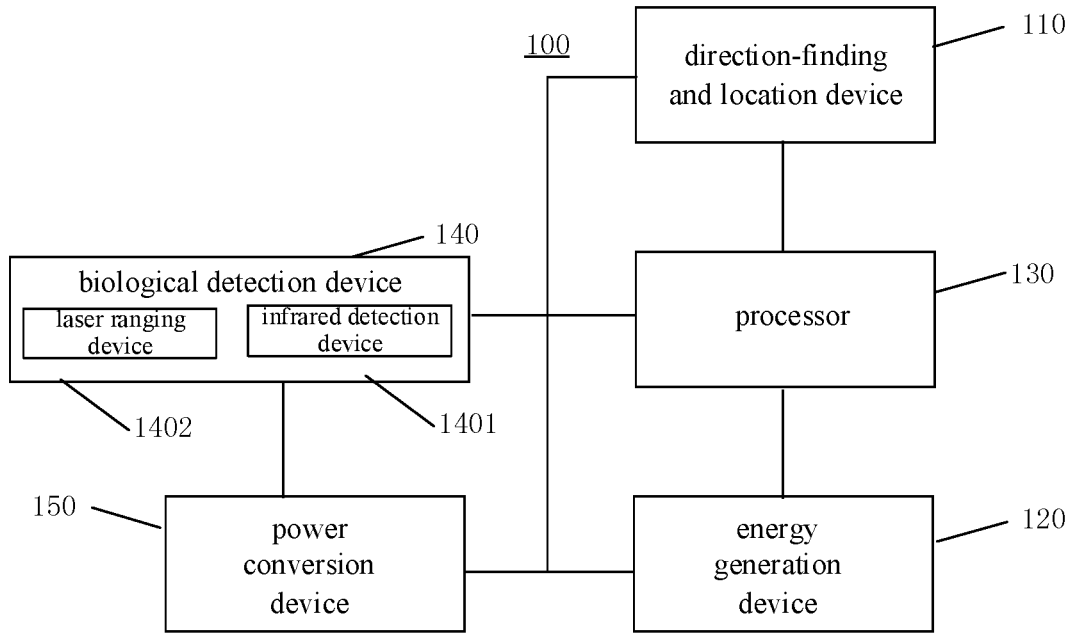 100
110
direction-finding
and location device
140
biological detection device
laser ranging
device
infrared detection
device
1402
1401
130
processor
150
power
conversion
device
120
energy
generation
device